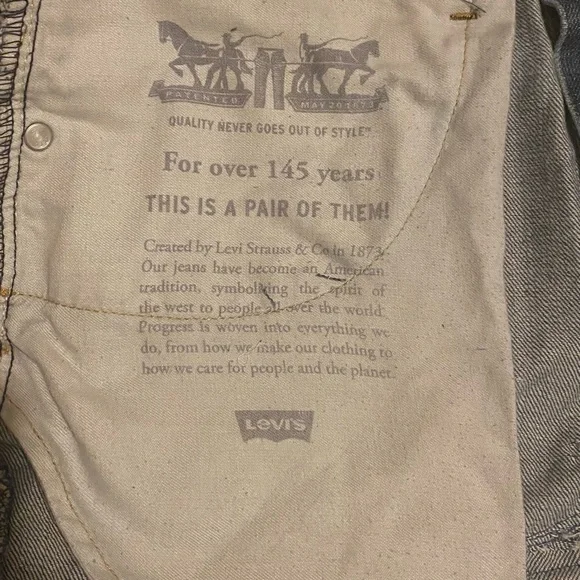 PATENTED MAY 20 1873
QUALITY NEVER GOES OUT OF STYLE™
For over 145 years
THIS IS A PAIR OF THEM!
Created by Levi Strauss & Co in 1873.
Our jeans have become an American
tradition, symbolizing the spirit of
the west to people all over the world.
Progress is woven into everything we
do, from how we make our clothing to
how we care for people and the planet.
LEVI'S